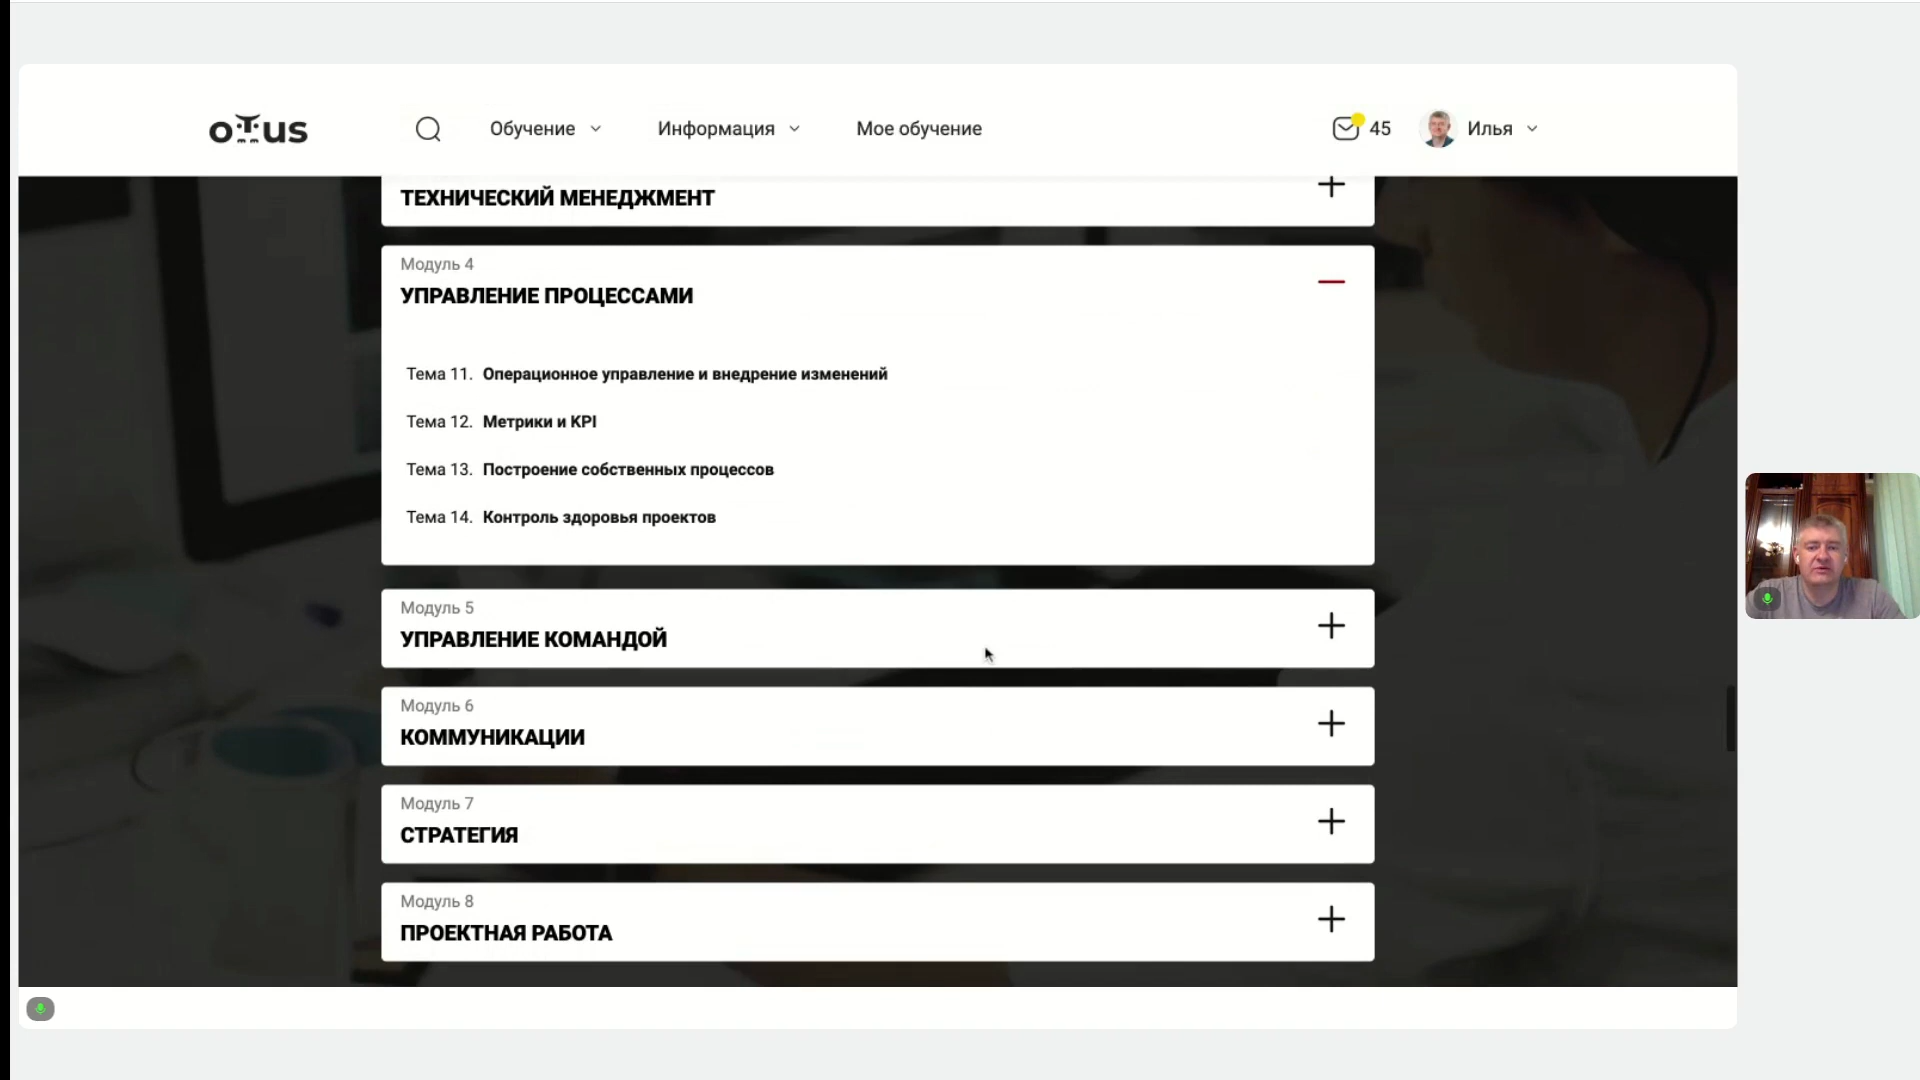 otus
Обучение
Информация
Мое обучение
45
Илья
ТЕХНИЧЕСКИЙ МЕНЕДЖМЕНТ
Модуль 4
УПРАВЛЕНИЕ ПРОЦЕССАМИ
Тема 11. Операционное управление и внедрение изменений
Тема 12. Метрики и KPI
Тема 13. Построение собственных процессов
Тема 14. Контроль здоровья проектов
Модуль 5
УПРАВЛЕНИЕ КОМАНДОЙ
Модуль 6
КОММУНИКАЦИИ
Модуль 7
СТРАТЕГИЯ
Модуль 8
ПРОЕКТНАЯ РАБОТА